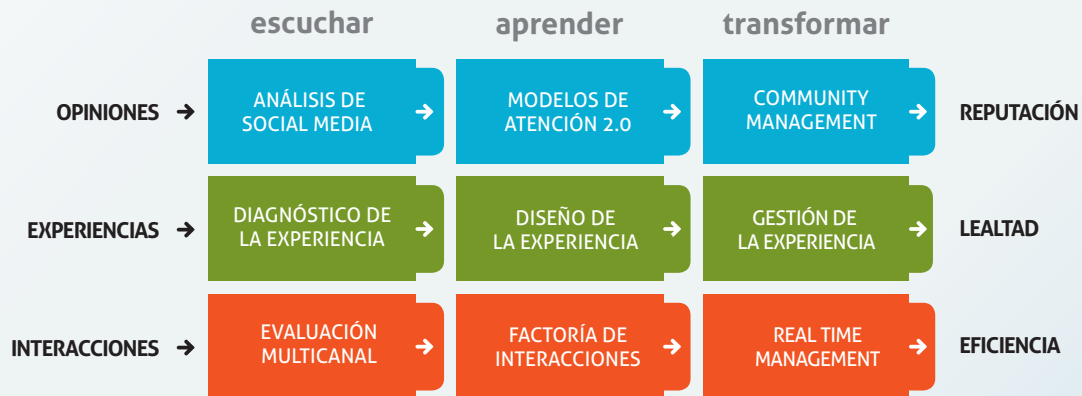 escuchar aprender transformar
OPINIONES → ANÁLISIS DE SOCIAL MEDIA → MODELOS DE ATENCIÓN 2.0 → COMMUNITY MANAGEMENT → REPUTACIÓN
EXPERIENCIAS → DIAGNÓSTICO DE LA EXPERIENCIA → DISEÑO DE LA EXPERIENCIA → GESTIÓN DE LA EXPERIENCIA → LEALTAD
INTERACCIONES → EVALUACIÓN MULTICANAL → FACTORÍA DE INTERACCIONES → REAL TIME MANAGEMENT → EFICIENCIA